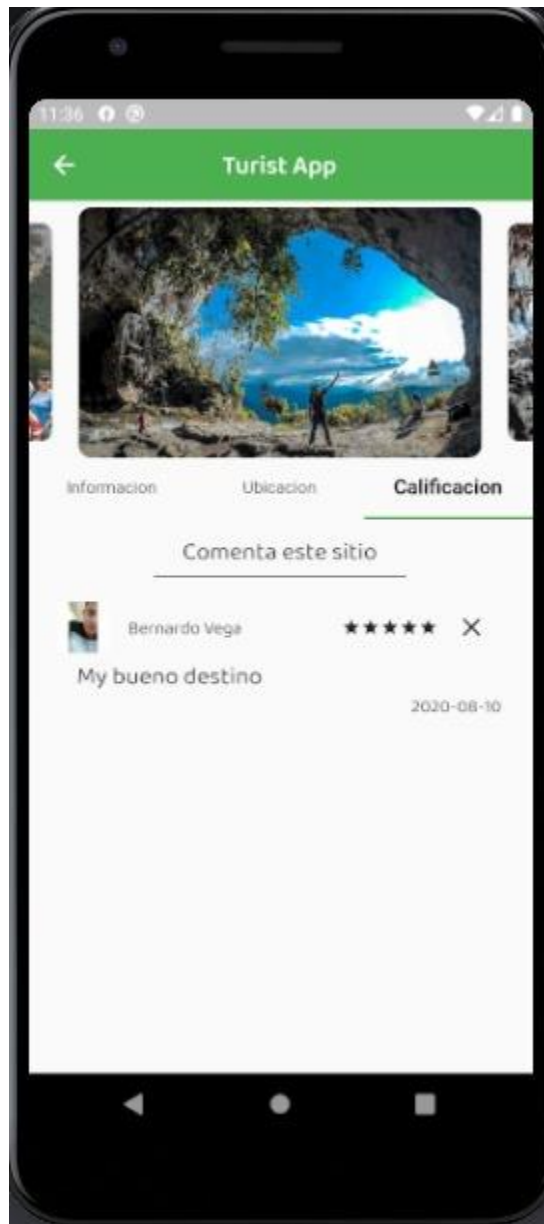 11:36
Turist App
Informacion Ubicacion Calificacion
Comenta este sitio
Bernardo Vega
My bueno destino
2020-08-10